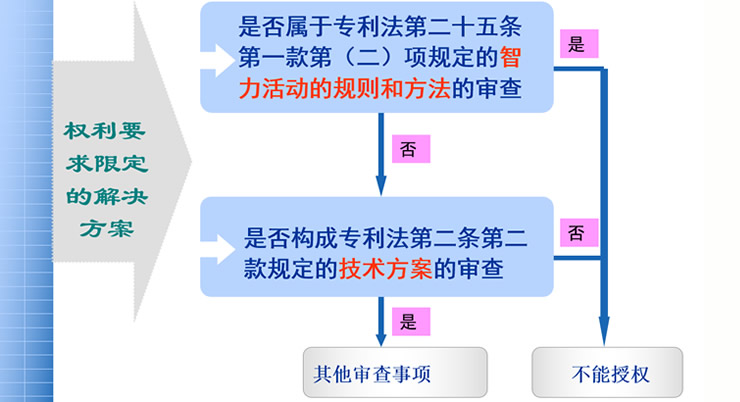 权利要
求限定
的解决
方案
是否属于专利法第二十五条
第一款第（二）项规定的智
力活动的规则和方法的审查
是
否
是否构成专利法第二条第二
款规定的技术方案的审查
否
是
其他审查事项
不能授权